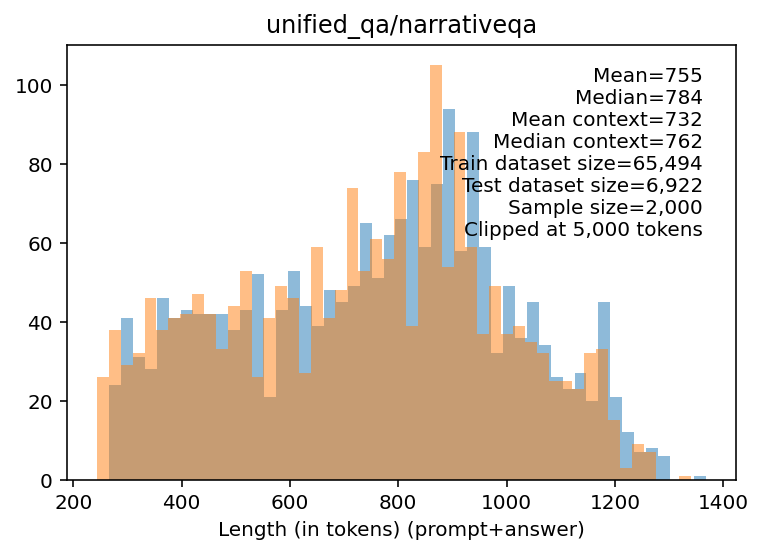 unified_qa/narrativeqa
Mean=755
Median=784
Mean context=732
Median context=762
Train dataset size=65,494
Test dataset size=6,922
Sample size=2,000
Clipped at 5,000 tokens
100
80
60
40
20
0
200 400 600 800 1000 1200 1400
Length (in tokens) (prompt+answer)